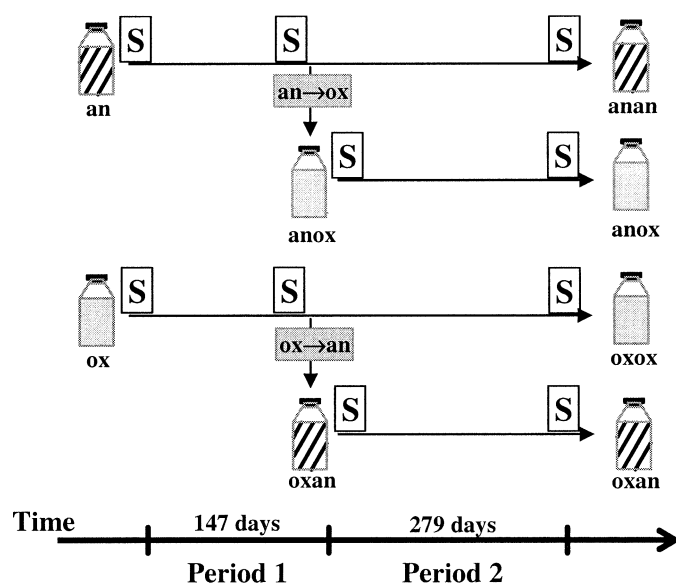 S S S
an an→ox anan
S S
anox anox
S S S
ox ox→an oxox
S S
oxan oxan
Time 147 days 279 days
Period 1 Period 2